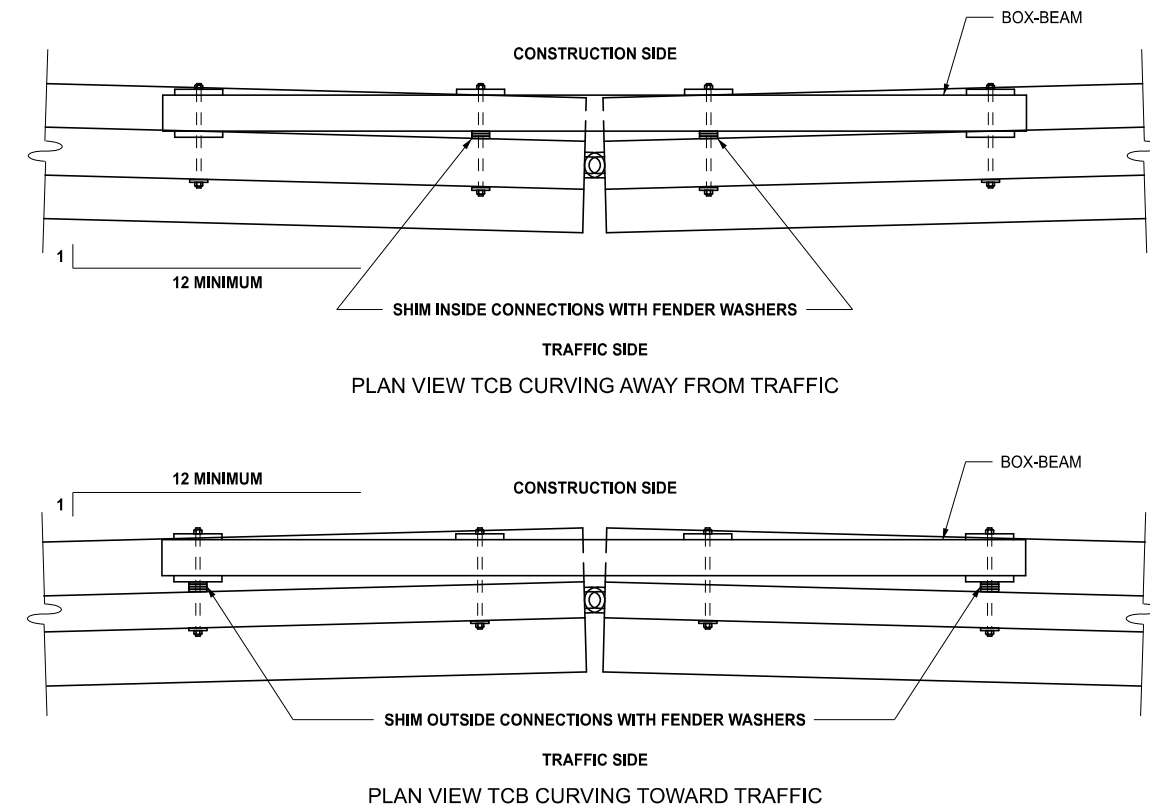 BOX-BEAM
CONSTRUCTION SIDE
1
12 MINIMUM
SHIM INSIDE CONNECTIONS WITH FENDER WASHERS
TRAFFIC SIDE
PLAN VIEW TCB CURVING AWAY FROM TRAFFIC
BOX-BEAM
12 MINIMUM
CONSTRUCTION SIDE
1
SHIM OUTSIDE CONNECTIONS WITH FENDER WASHERS
TRAFFIC SIDE
PLAN VIEW TCB CURVING TOWARD TRAFFIC